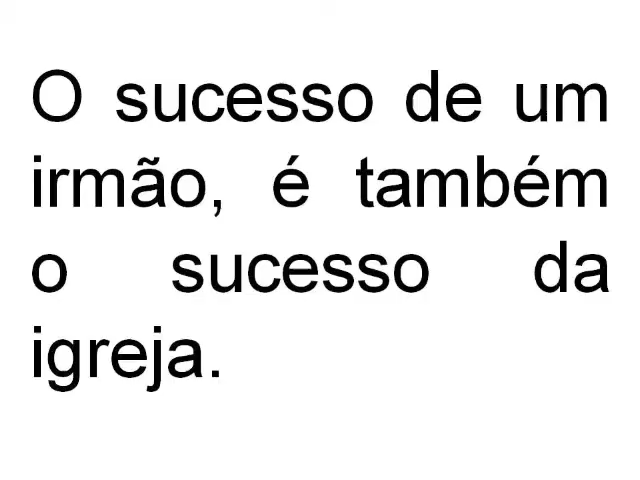 O sucesso de um
irmão, é também
o sucesso da
igreja.